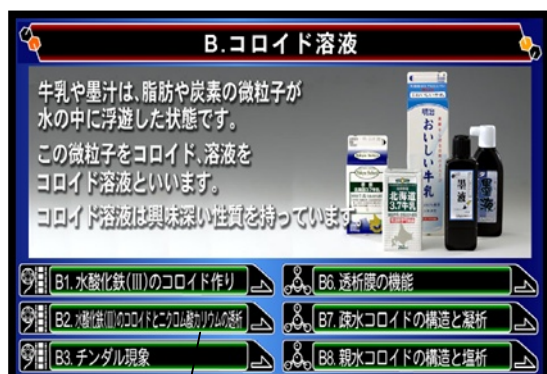 B.コロイド溶液
牛乳や墨汁は、脂肪や炭素の微粒子が
水の中に浮遊した状態です。
この微粒子をコロイド、溶液を
コロイド溶液といいます。
コロイド溶液は興味深い性質を持っています。
明治
おいしい牛乳
北海道
3.7牛乳
墨液
B1. 水酸化鉄(III)のコロイド作り
B2. 水酸化鉄(III)のコロイドとニクロム酸カリウムの透析
B3. チンダル現象
B6. 透析膜の機能
B7. 疎水コロイドの構造と凝析
B8. 親水コロイドの構造と塩析